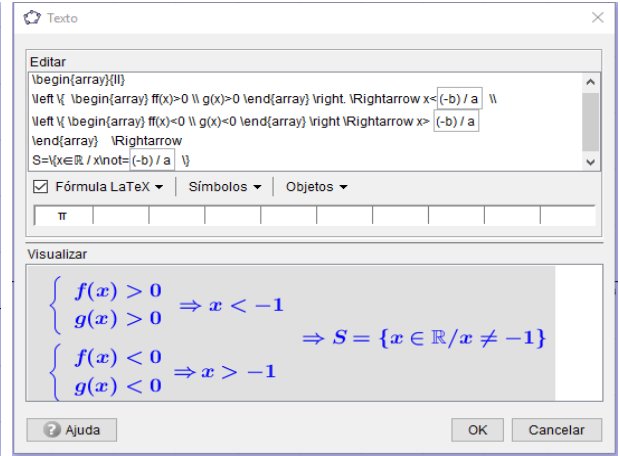 Texto
Editar
\begin{array}{ll}
\left \{ \begin{array} ff(x)>0 \\ g(x)>0 \end{array} \right. \Rightarrow x< (-b) / a \\
\left \{ \begin{array} ff(x)<0 \\ g(x)<0 \end{array} \right \Rightarrow x> (-b) / a
\end{array} \Rightarrow
S=\{x∈ℝ / x\not= (-b) / a \}
Fórmula LaTeX Símbolos Objetos
π
Visualizar
f(x) > 0
g(x) > 0
⇒ x < −1
f(x) < 0
g(x) < 0
⇒ x > −1
⇒ S = {x ∈ ℝ/x ≠ −1}
Ajuda OK Cancelar